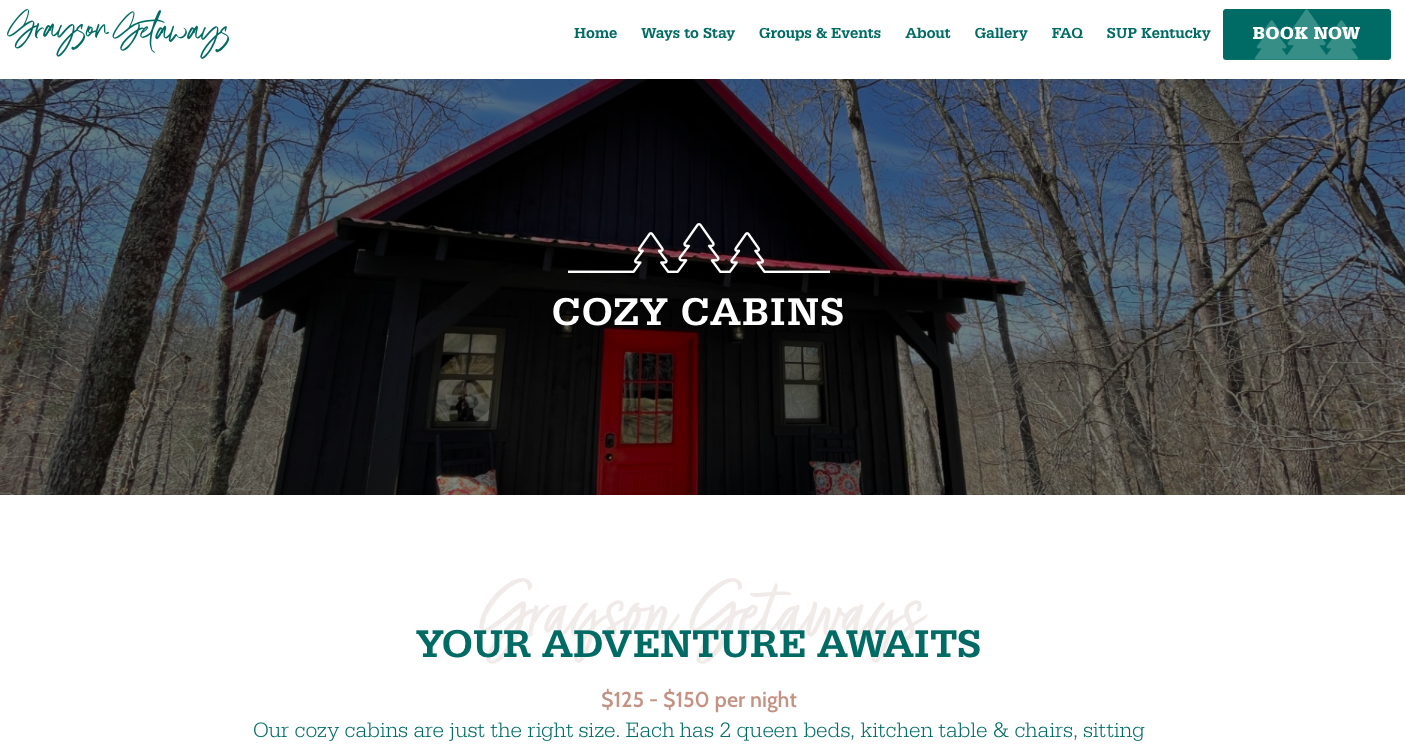 Grayson Getaways
Home Ways to Stay Groups & Events About Gallery FAQ SUP Kentucky BOOK NOW
COZY CABINS
Grayson Getaways
YOUR ADVENTURE AWAITS
$125 - $150 per night
Our cozy cabins are just the right size. Each has 2 queen beds, kitchen table & chairs, sitting